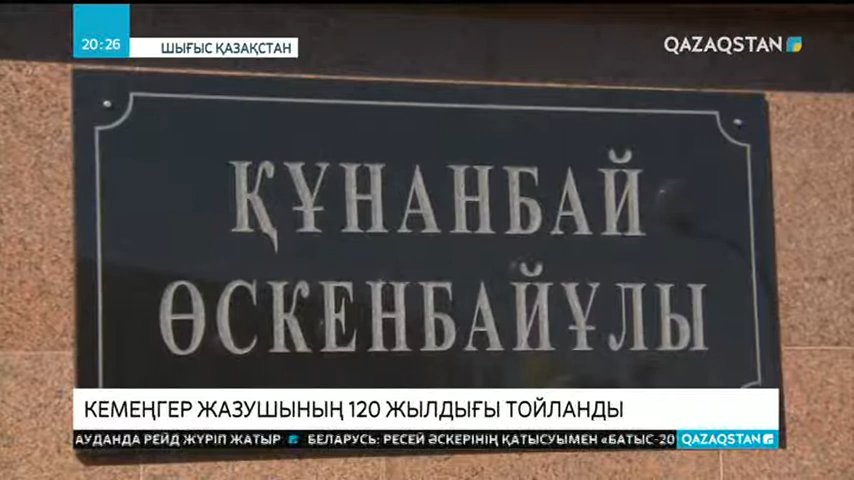 20:26
ШЫҒЫС ҚАЗАҚСТАН
QAZAQSTAN
ҚҰНАНБАЙ
ӨСКЕНБАЙҰЛЫ
КЕМЕҢГЕР ЖАЗУШЫНЫҢ 120 ЖЫЛДЫҒЫ ТОЙЛАНДЫ
АУДАНДА РЕЙД ЖҮРІП ЖАТЫР БЕЛАРУСЬ: РЕСЕЙ ӘСКЕРІНІҢ ҚАТЫСУЫМЕН «БАТЫС-20 QAZAQSTAN